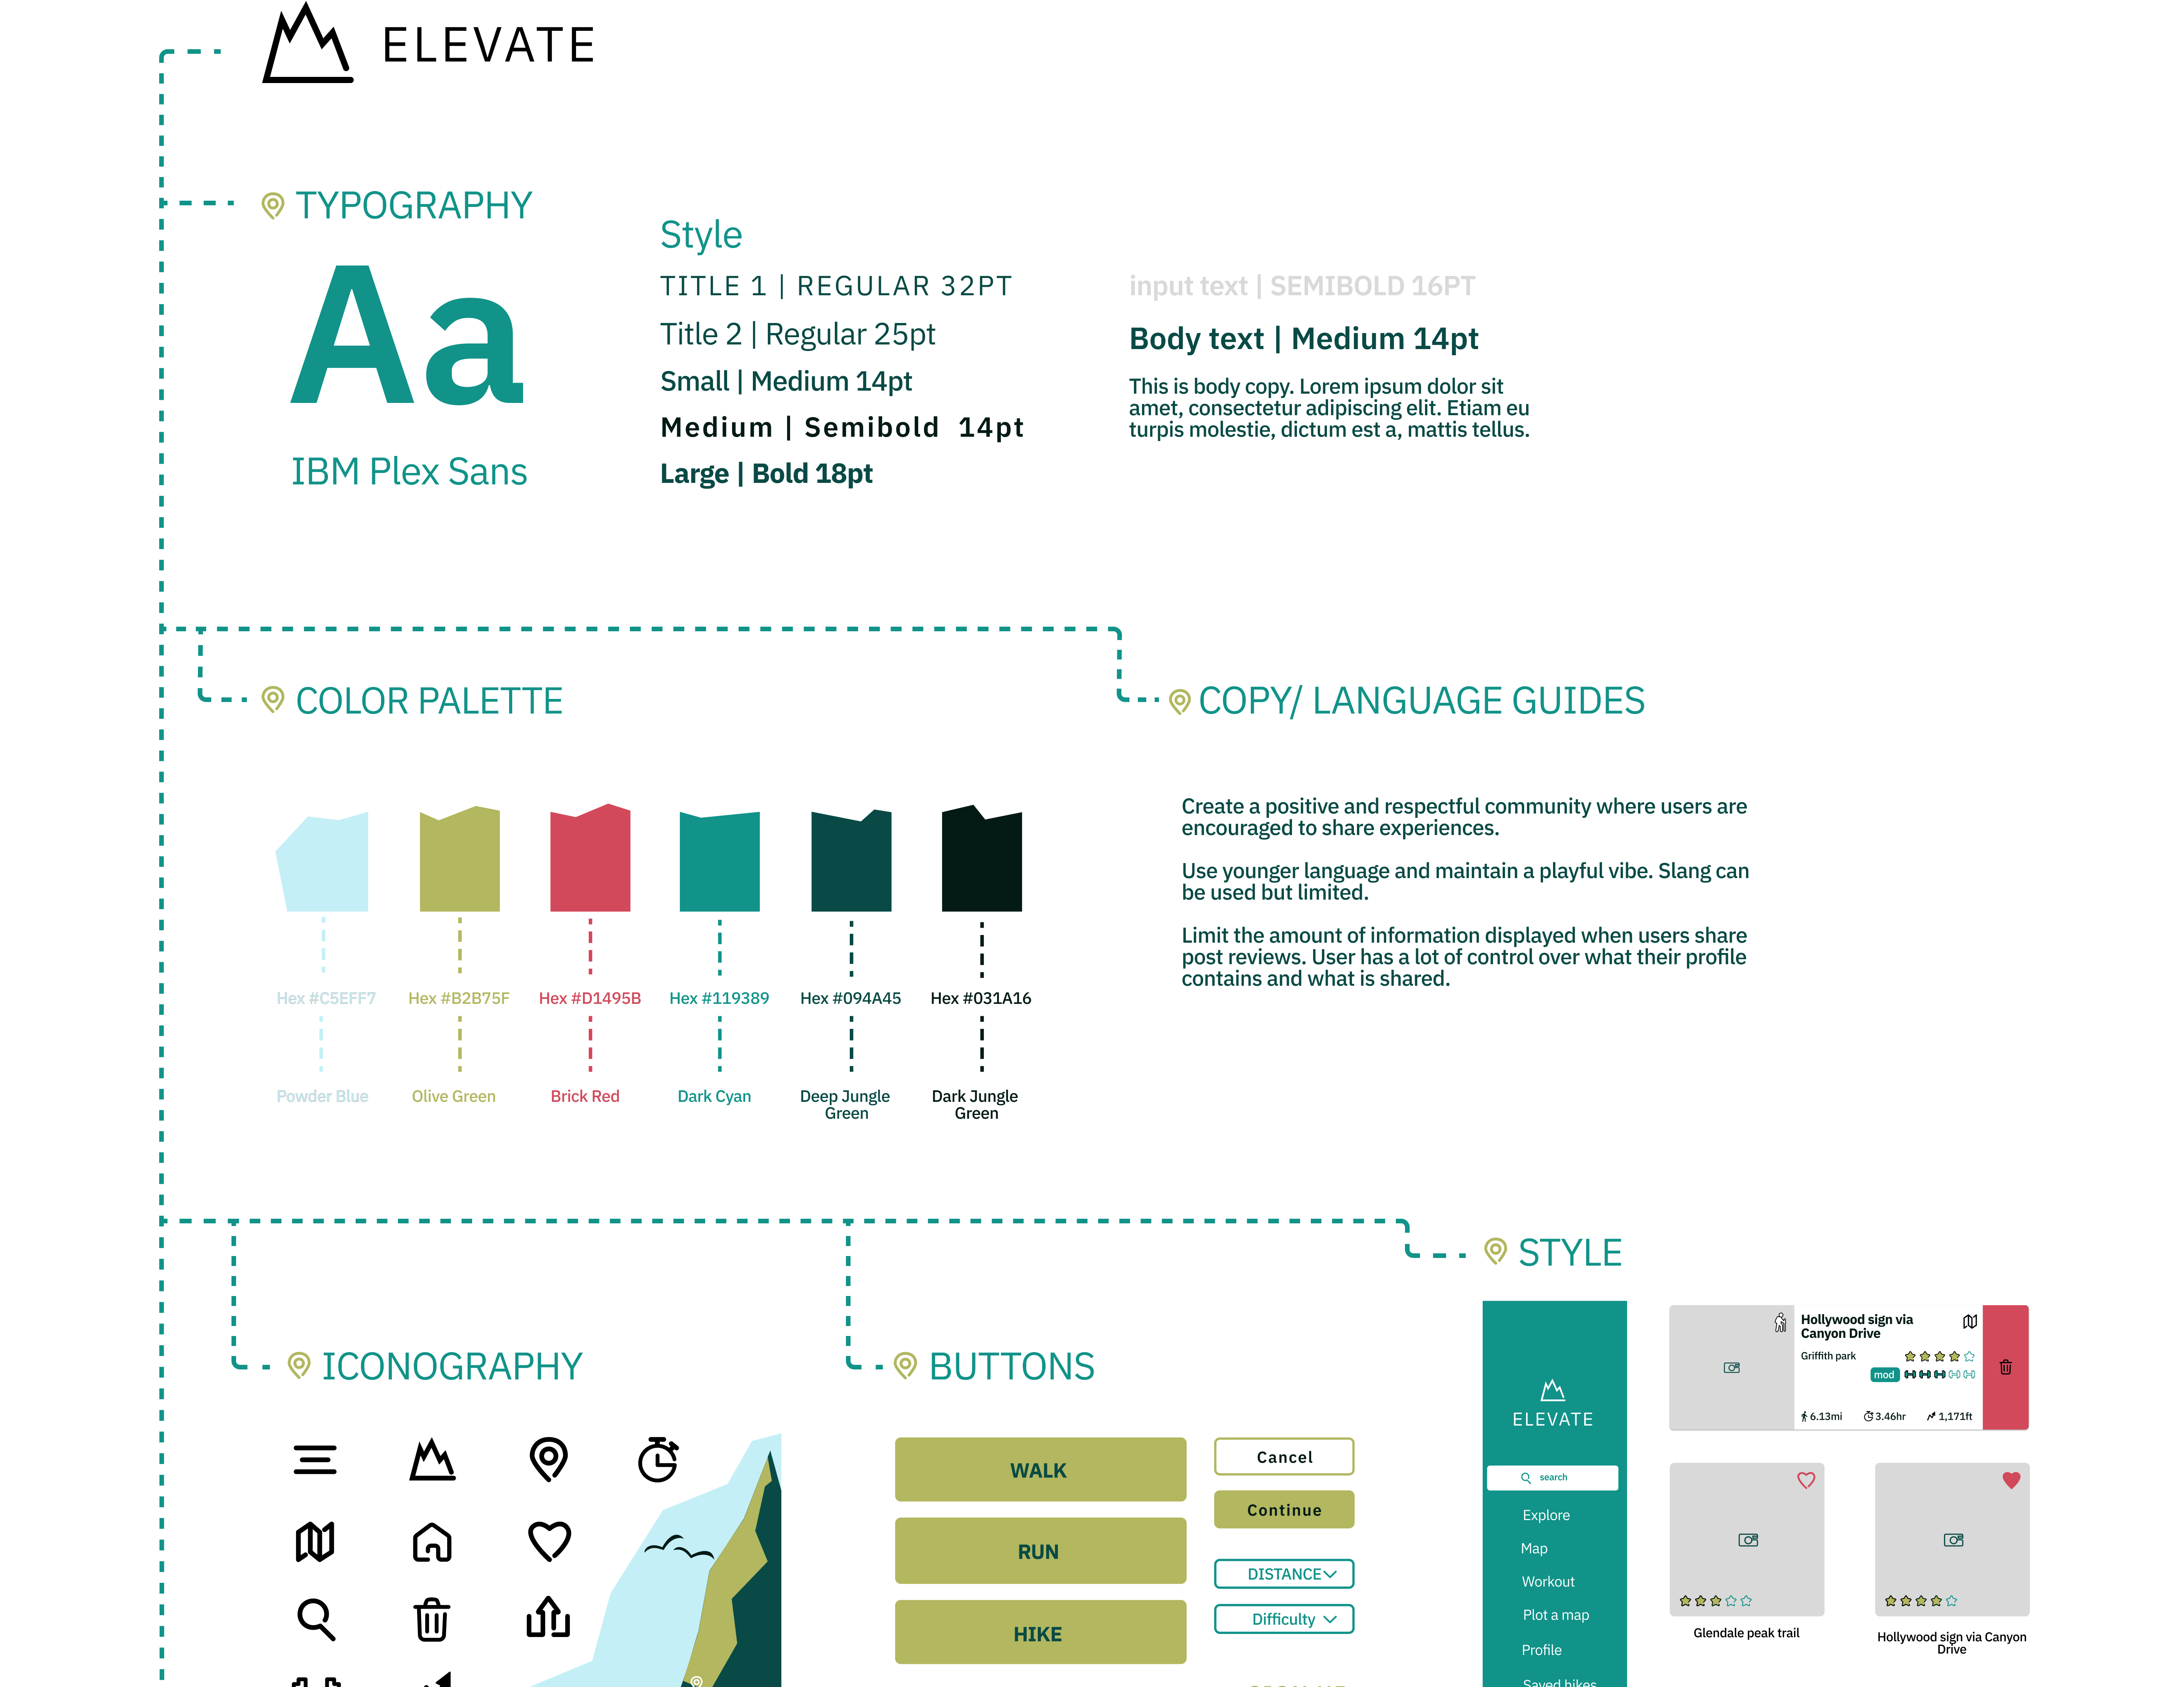 ELEVATE
TYPOGRAPHY
Aa
IBM Plex Sans
Style
TITLE 1 | REGULAR 32PT
Title 2 | Regular 25pt
Small | Medium 14pt
Medium | Semibold 14pt
Large | Bold 18pt
input text | SEMIBOLD 16PT
Body text | Medium 14pt
This is body copy. Lorem ipsum dolor sit
amet, consectetur adipiscing elit. Etiam eu
turpis molestie, dictum est a, mattis tellus.
COLOR PALETTE
Hex #C5EFF7
Hex #B2B75F
Hex #D1495B
Hex #119389
Hex #094A45
Hex #031A16
Powder Blue
Olive Green
Brick Red
Dark Cyan
Deep Jungle
Green
Dark Jungle
Green
COPY/ LANGUAGE GUIDES
Create a positive and respectful community where users are
encouraged to share experiences.
Use younger language and maintain a playful vibe. Slang can
be used but limited.
Limit the amount of information displayed when users share
post reviews. User has a lot of control over what their profile
contains and what is shared.
ICONOGRAPHY
BUTTONS
WALK
RUN
HIKE
Cancel
Continue
DISTANCE
Difficulty
STYLE
ELEVATE
search
Explore
Map
Workout
Plot a map
Profile
Saved hikes
Hollywood sign via
Canyon Drive
Griffith park
mod
6.13mi
3.46hr
1,171ft
Glendale peak trail
Hollywood sign via Canyon
Drive